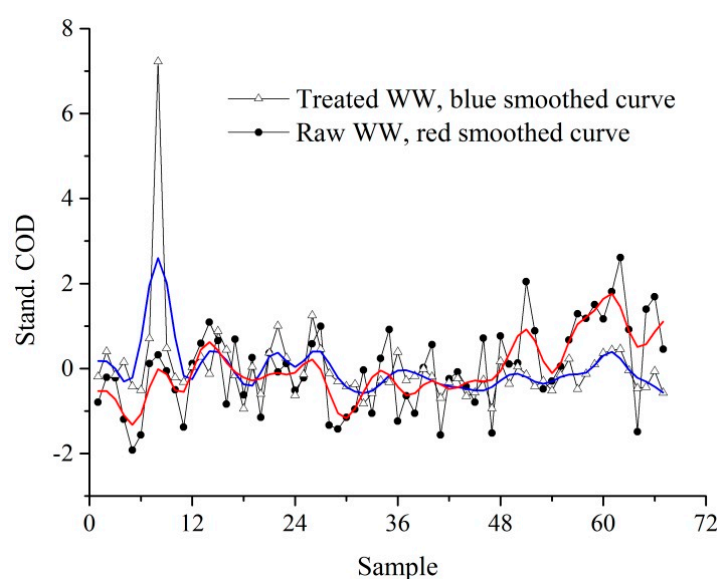 8
6
4
2
0
-2
Stand. COD
Treated WW, blue smoothed curve
Raw WW, red smoothed curve
0 12 24 36 48 60 72
Sample